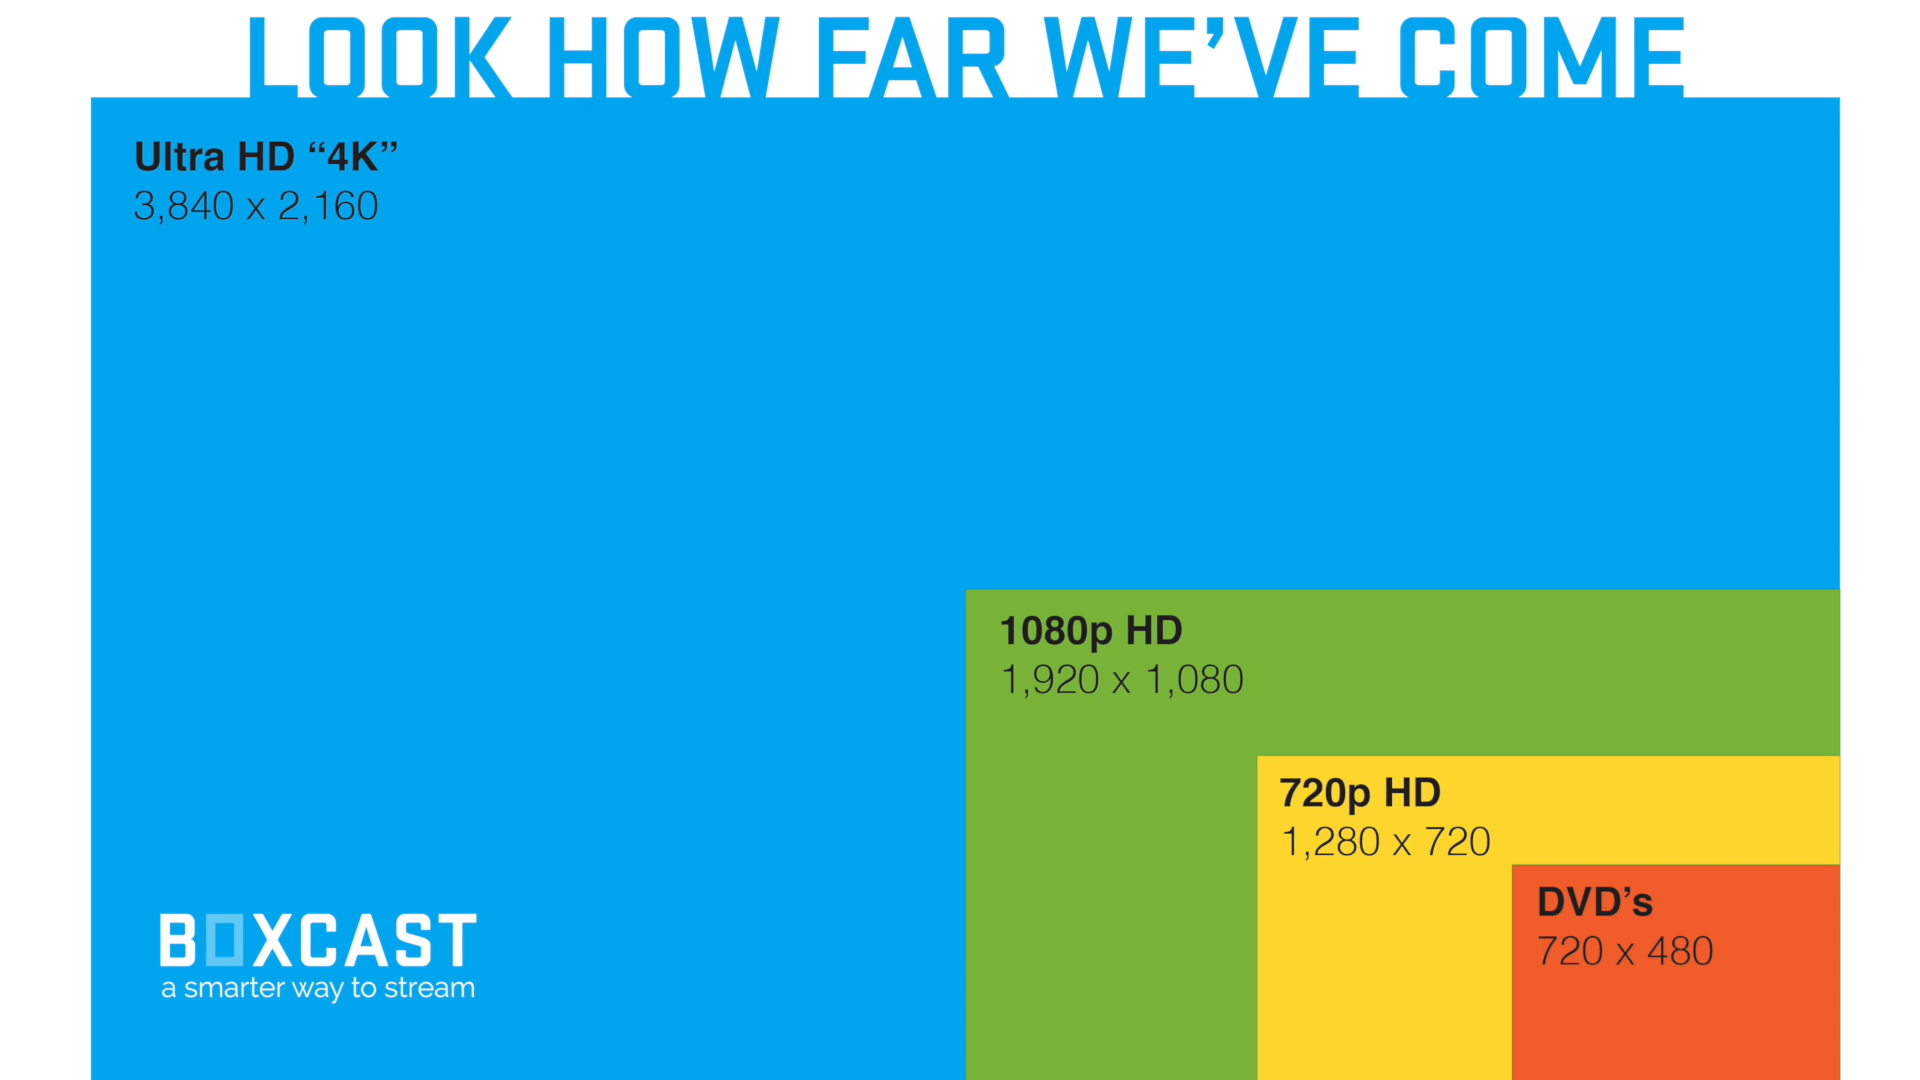 LOOK HOW FAR WE’VE COME
Ultra HD “4K”
3,840 x 2,160
1080p HD
1,920 x 1,080
720p HD
1,280 x 720
DVD’s
720 x 480
BOXCAST
a smarter way to stream